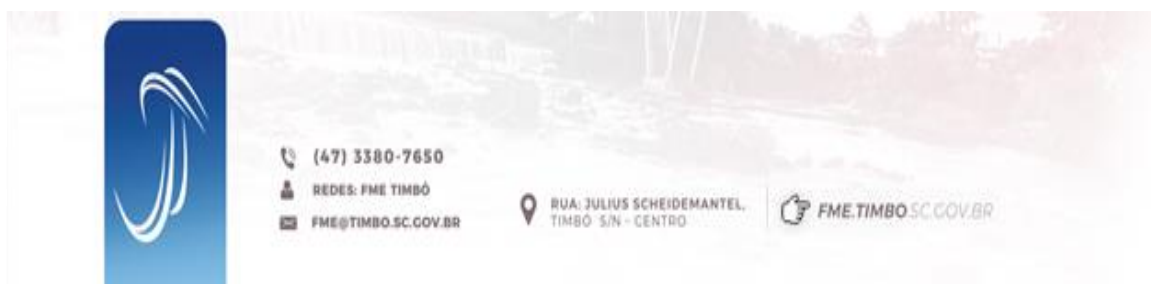 (47) 3380-7650
REDES: FME TIMBÓ
FME@TIMBO.SC.GOV.BR
RUA: JULIUS SCHEIDEMANTEL,
TIMBÓ S/N - CENTRO
FME.TIMBO.SC.GOV.BR